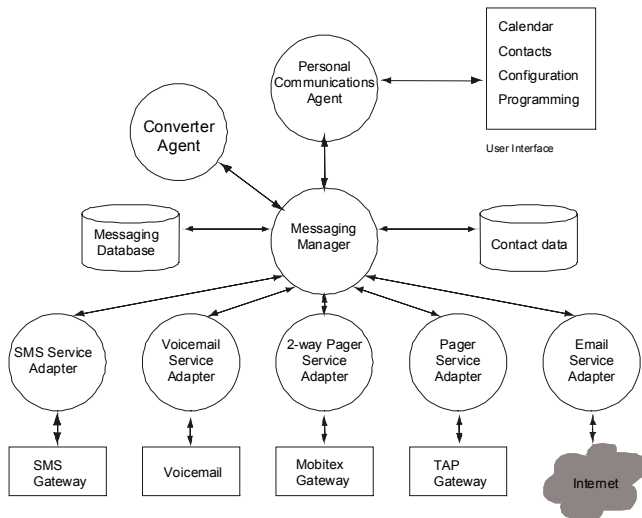 Calendar
Contacts
Configuration
Programming
User Interface
Personal
Communications
Agent
Converter
Agent
Messaging
Database
Messaging
Manager
Contact data
SMS Service
Adapter
Voicemail
Service
Adapter
2-way Pager
Service
Adapter
Pager
Service
Adapter
Email
Service
Adapter
SMS
Gateway
Voicemail
Mobitex
Gateway
TAP
Gateway
Internet